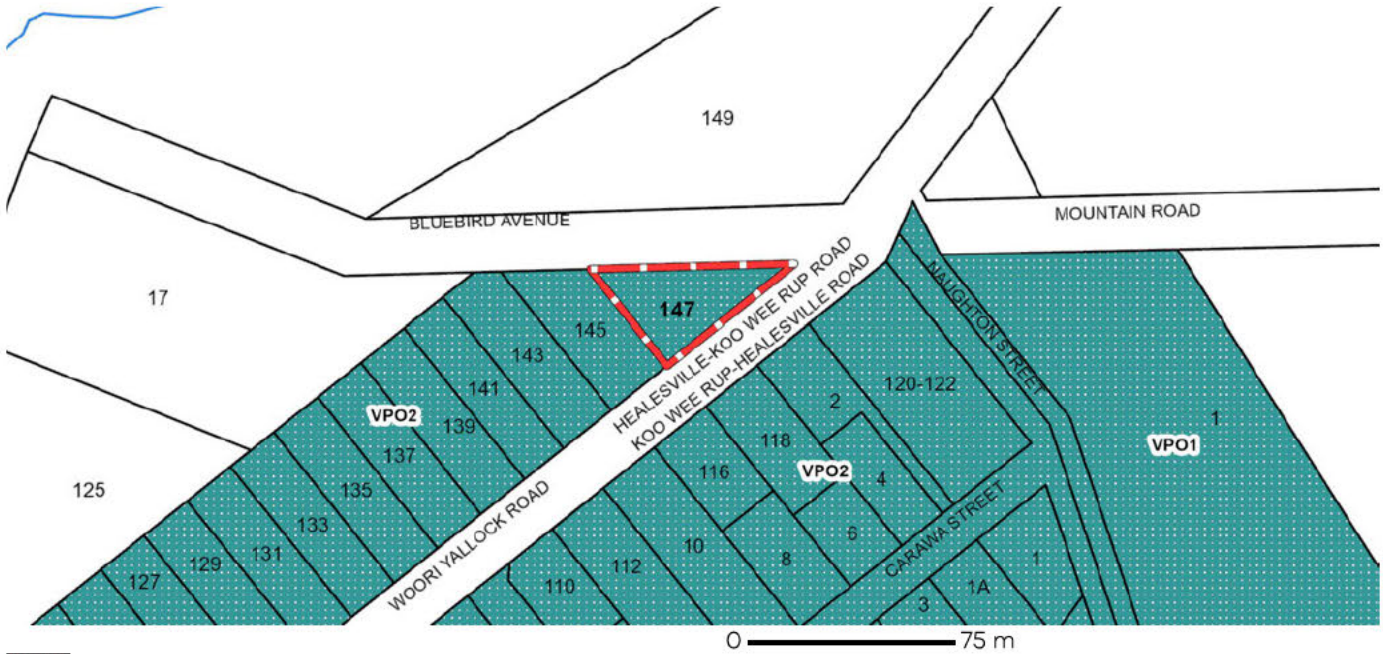 149
BLUEBIRD AVENUE
MOUNTAIN ROAD
17
147
145
143
141
139
137
135
133
131
129
127
VPO2
125
HEALESVILLE-KOO WEE RUP ROAD
KOO WEE RUP-HEALESVILLE ROAD
WOORI YALLOCK ROAD
NAUGHTON STREET
120-122
2
118
116
VPO2
4
6
8
10
112
110
CARAWA STREET
1
1A
3
1
VPO1
0 75 m